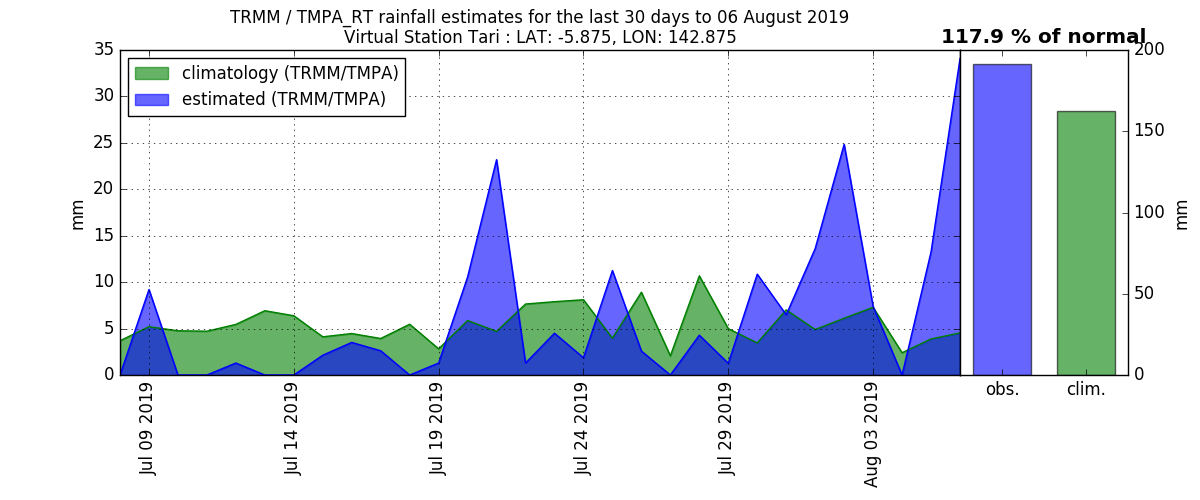 TRMM / TMPA_RT rainfall estimates for the last 30 days to 06 August 2019
Virtual Station Tari : LAT: -5.875, LON: 142.875
117.9 % of normal
climatology (TRMM/TMPA)
estimated (TRMM/TMPA)
35
30
25
20
15
10
5
0
mm
200
150
100
50
0
mm
Jul 09 2019
Jul 14 2019
Jul 19 2019
Jul 24 2019
Jul 29 2019
Aug 03 2019
obs.
clim.